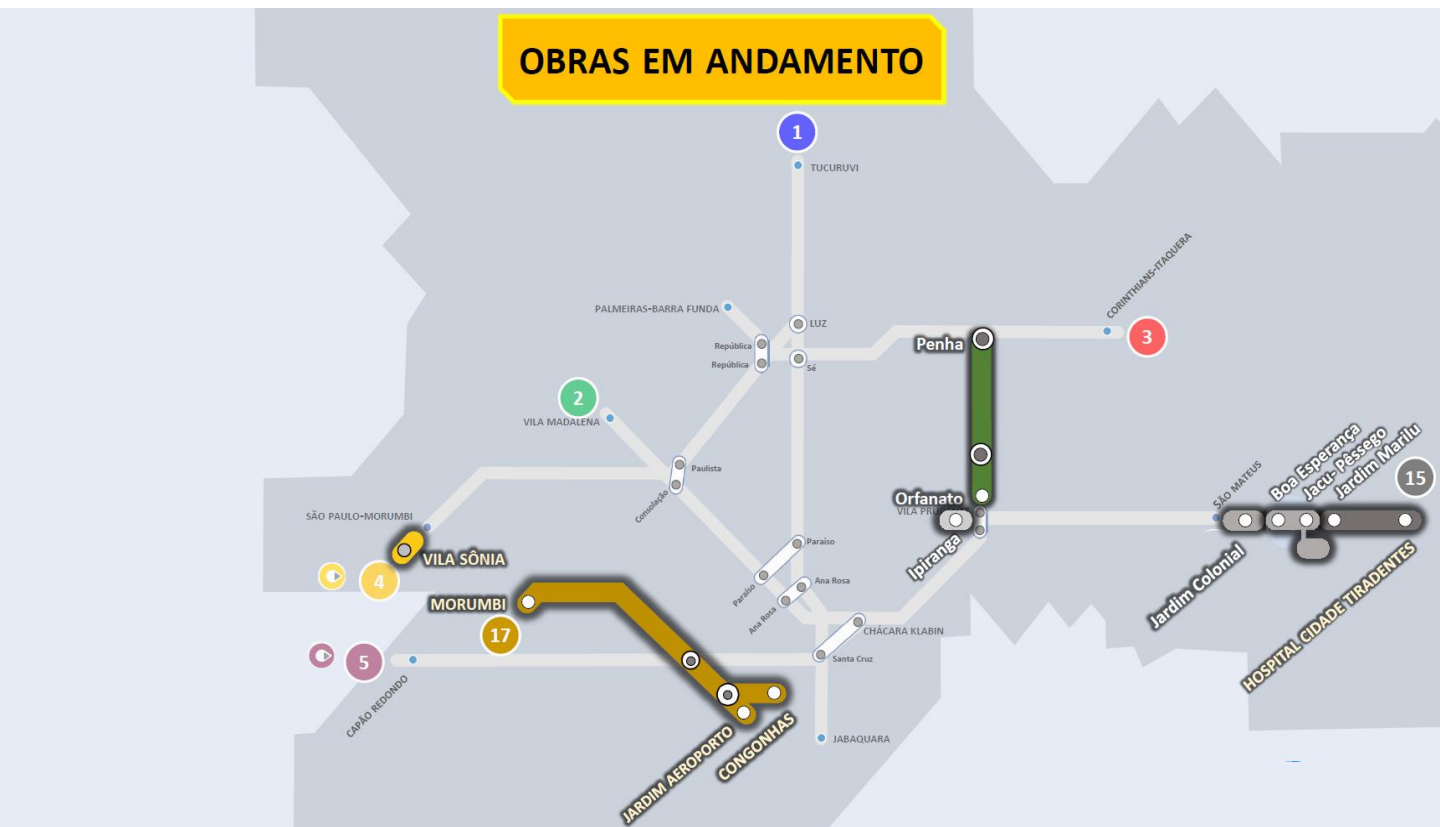 OBRAS EM ANDAMENTO
1
TUCURUVI
CORINTHIANS-ITAQUERA
PALMEIRAS-BARRA FUNDA
LUZ
3
República
Penha
República
Sé
2
VILA MADALENA
Paulista
Consolação
Boa Esperança
Jacu- Pêssego
Jardim Marilu
15
SÃO MATEUS
Orfanato
VILA PRUDENTE
SÃO PAULO-MORUMBI
Ipiranga
VILA SÔNIA
4
Paraíso
Paraíso
Ana Rosa
Ana Rosa
Jardim Colonial
HOSPITAL CIDADE TIRADENTES
MORUMBI
17
CHÁCARA KLABIN
5
Santa Cruz
CAPÃO REDONDO
JARDIM AEROPORTO
CONGONHAS
JABAQUARA